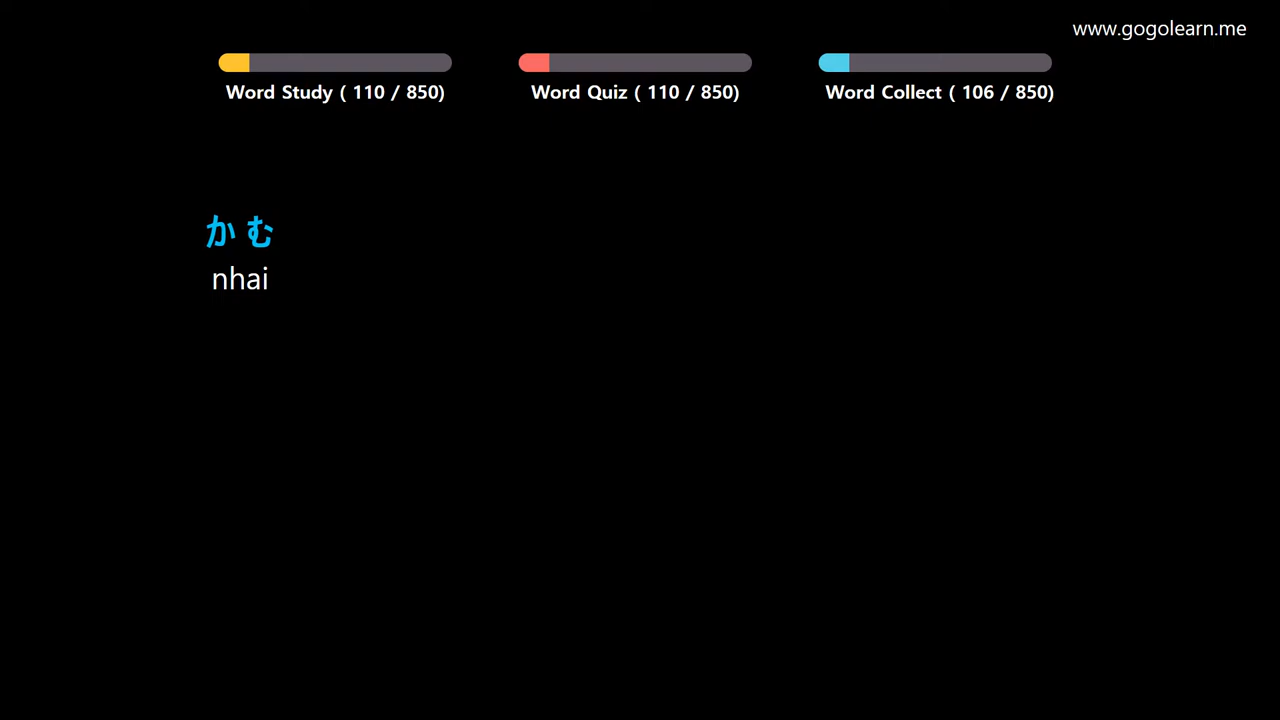 www.gogolearn.me
Word Study ( 110 / 850)
Word Quiz ( 110 / 850)
Word Collect ( 106 / 850)
かむ
nhai